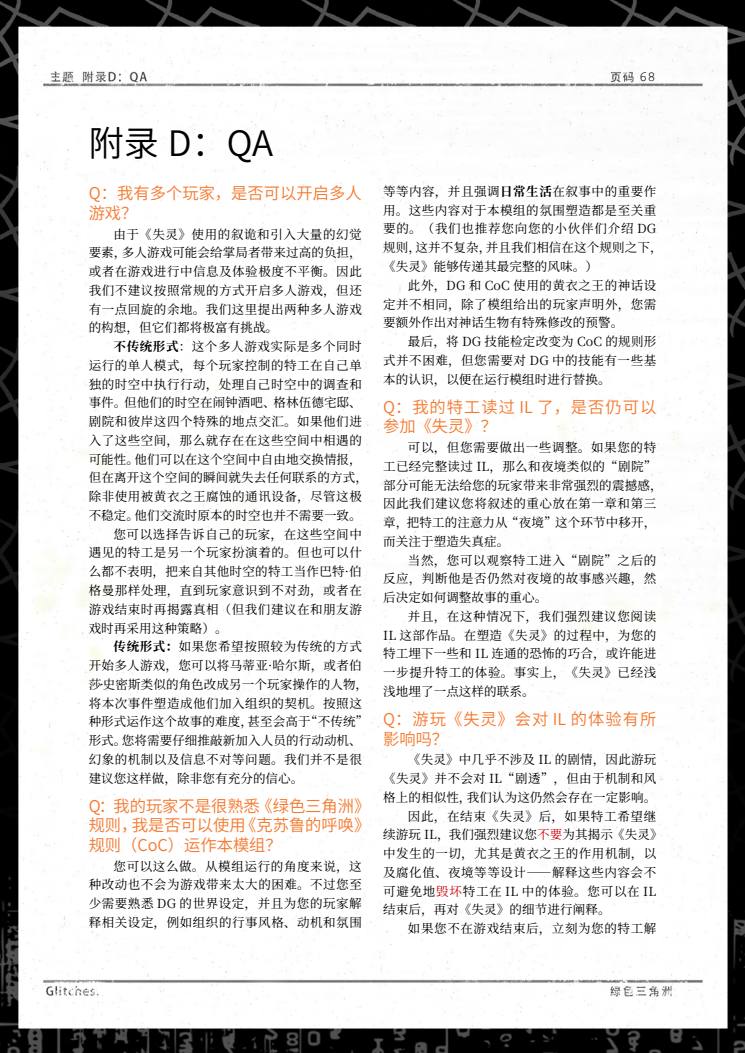 主题 附录D：QA
页码 68
附录 D：QA
Q：我有多个玩家，是否可以开启多人
游戏？
由于《失灵》使用的叙诡和引入大量的幻觉
要素，多人游戏可能会给掌局者带来过高的负担，
或者在游戏进行中信息及体验极度不平衡。因此
我们不建议按照常规的方式开启多人游戏，但还
有一点回旋的余地。我们这里提出两种多人游戏
的构想，但它们都将极富有挑战。
不传统形式：这个多人游戏实际是多个同时
运行的单人模式，每个玩家控制的特工在自己单
独的时空中执行行动，处理自己时空中的调查和
事件。但他们的时空在闹钟酒吧、格林伍德宅邸、
剧院和彼岸这四个特殊的地点交汇。如果他们进
入了这些空间，那么就存在在这些空间中相遇的
可能性。他们可以在这个空间中自由地交换情报，
但在离开这个空间的瞬间就失去任何联系的方式，
除非使用被黄衣之王腐蚀的通讯设备，尽管这极
不稳定。他们交流时原本的时空也并不需要一致。
您可以选择告诉自己的玩家，在这些空间中
遇见的特工是另一个玩家扮演着的。但也可以什
么都不表明，把来自其他时空的特工当作巴特·伯
格曼那样处理，直到玩家意识到不对劲，或者在
游戏结束时再揭露真相（但我们建议在和朋友游
戏时再采用这种策略）。
传统形式：如果您希望按照较为传统的方式
开始多人游戏，您可以将马蒂亚·哈尔斯，或者伯
莎·史密斯类似的角色改成另一个玩家操作的人物，
将本次事件塑造成他们加入组织的契机。按照这
种形式运作这个故事的难度，甚至会高于“不传统”
形式。您将需要仔细推敲新加入人员的行动动机、
幻象的机制以及信息不对等问题。我们并不是很
建议您这样做，除非您有充分的信心。
Q：我的玩家不是很熟悉《绿色三角洲》
规则，我是否可以使用《克苏鲁的呼唤》
规则（CoC）运作本模组？
您可以这么做。从模组运行的角度来说，这
种改动也不会为游戏带来太大的困难。不过您至
少需要熟悉 DG 的世界设定，并且为您的玩家解
释相关设定，例如组织的行事风格、动机和氛围
等等内容，并且强调日常生活在叙事中的重要作
用。这些内容对于本模组的氛围塑造都是至关重
要的。（我们也推荐您向您的小伙伴们介绍 DG
规则，这并不复杂，并且我们相信在这个规则之下，
《失灵》能够传递其最完整的风味。）
此外，DG 和 CoC 使用的黄衣之王的神话设
定并不相同，除了模组给出的玩家声明外，您需
要额外作出对神话生物有特殊修改的预警。
最后，将 DG 技能检定改变为 CoC 的规则形
式并不困难，但您需要对 DG 中的技能有一些基
本的认识，以便在运行模组时进行替换。
Q：我的特工读过 IL 了，是否仍可以
参加《失灵》？
可以，但您需要做出一些调整。如果您的特
工已经完整读过 IL，那么和夜境类似的“剧院”
部分可能无法给您的玩家带来非常强烈的震撼感，
因此我们建议您将叙述的重心放在第一章和第三
章，把特工的注意力从“夜境”这个环节中移开，
而关注于塑造失真症。
当然，您可以观察特工进入“剧院”之后的
反应，判断他是否仍然对夜境的故事感兴趣，然
后决定如何调整故事的重心。
并且，在这种情况下，我们强烈建议您阅读
IL 这部作品。在塑造《失灵》的过程中，为您的
特工埋下一些和 IL 连通的恐怖的巧合，或许能进
一步提升特工的体验。事实上，《失灵》已经浅
浅地埋了一点这样的联系。
Q：游玩《失灵》会对 IL 的体验有所
影响吗？
《失灵》中几乎不涉及 IL 的剧情，因此游玩
《失灵》并不会对 IL“剧透”，但由于机制和风
格上的相似性，我们认为这仍然会存在一定影响。
因此，在结束《失灵》后，如果特工希望继
续游玩 IL，我们强烈建议您不要为其揭示《失灵》
中发生的一切，尤其是黄衣之王的作用机制，以
及腐化值、夜境等等设计——解释这些内容会不
可避免地毁坏特工在 IL 中的体验。您可以在 IL
结束后，再对《失灵》的细节进行阐释。
如果您不在游戏结束后，立刻为您的特工解
Glitches.
绿色三角洲